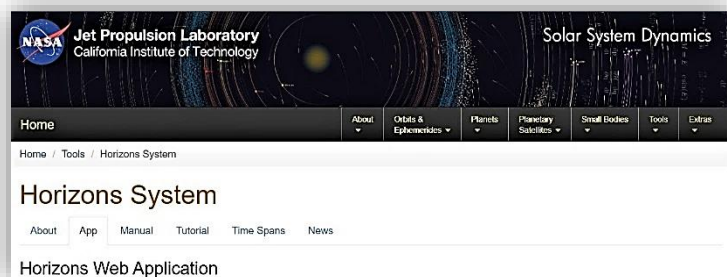 NASA
Jet Propulsion Laboratory
California Institute of Technology
Solar System Dynamics
Home
About
Orbits &
Ephemerides
Planets
Planetary
Satellites
Small Bodies
Tools
Extras
Home / Tools / Horizons System
Horizons System
About App Manual Tutorial Time Spans News
Horizons Web Application